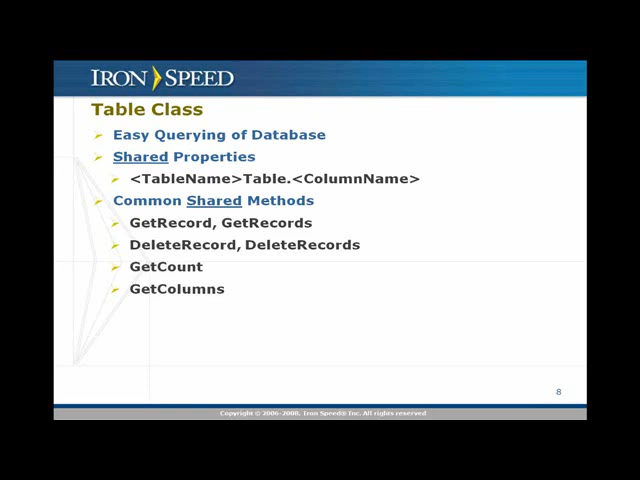 IRON SPEED
Table Class
Easy Querying of Database
Shared Properties
<TableName>Table.<ColumnName>
Common Shared Methods
GetRecord, GetRecords
DeleteRecord, DeleteRecords
GetCount
GetColumns
8
Copyright © 2006-2008. Iron Speed® Inc. All rights reserved